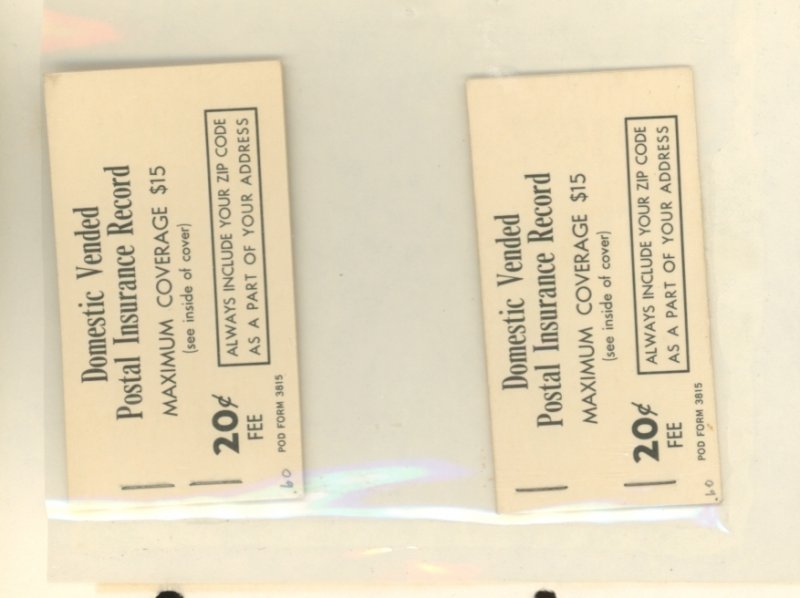 Domestic Vended
Postal Insurance Record
MAXIMUM COVERAGE $15
(see inside of cover)
20¢
FEE
ALWAYS INCLUDE YOUR ZIP CODE
AS A PART OF YOUR ADDRESS
POD FORM 3815
.60
Domestic Vended
Postal Insurance Record
MAXIMUM COVERAGE $15
(see inside of cover)
20¢
FEE
ALWAYS INCLUDE YOUR ZIP CODE
AS A PART OF YOUR ADDRESS
POD FORM 3815
.60